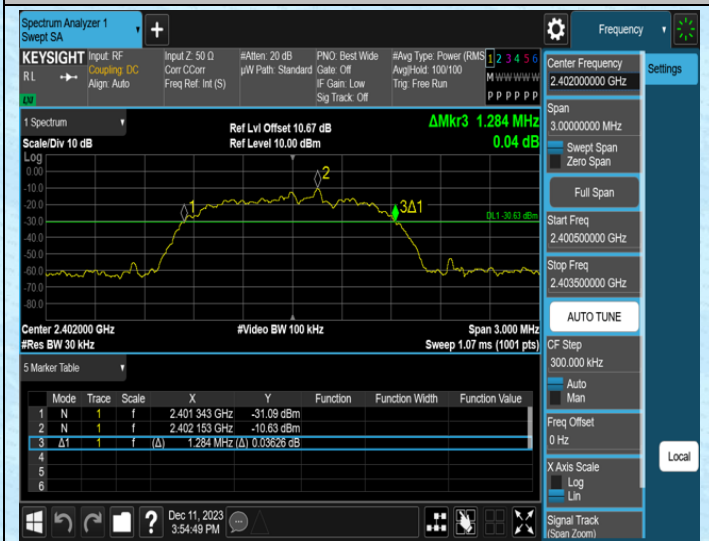 Spectrum Analyzer 1
Swept SA
+
Frequency
KEYSIGHT
RL
LXI
Input: RF
Coupling: DC
Align: Auto
Input Z: 50 Ω
Corr CCorr
Freq Ref: Int (S)
#Atten: 20 dB
µW Path: Standard
PNO: Best Wide
Gate: Off
IF Gain: Low
Sig Track: Off
#Avg Type: Power (RMS
Avg|Hold: 100/100
Trig: Free Run
1 2 3 4 5 6
M W W W W W
P P P P P P
1 Spectrum
Scale/Div 10 dB
Ref Lvl Offset 10.67 dB
Ref Level 10.00 dBm
ΔMkr3 1.284 MHz
0.04 dB
Log
0.00
-10.0
-20.0
-30.0
-40.0
-50.0
-60.0
-70.0
-80.0
1
2
3Δ1
DL1 -30.63 dBm
Center 2.402000 GHz
#Video BW 100 kHz
Span 3.000 MHz
#Res BW 30 kHz
Sweep 1.07 ms (1001 pts)
5 Marker Table
Mode Trace Scale X Y Function Function Width Function Value
1 N 1 f 2.401 343 GHz -31.09 dBm
2 N 1 f 2.402 153 GHz -10.63 dBm
3 Δ1 1 f (Δ) 1.284 MHz (Δ) 0.03626 dB
4
5
6
?
Dec 11, 2023
3:54:49 PM
Center Frequency
2.402000000 GHz
Settings
Span
3.00000000 MHz
Swept Span
Zero Span
Full Span
Start Freq
2.400500000 GHz
Stop Freq
2.403500000 GHz
AUTO TUNE
CF Step
300.000 kHz
Auto
Man
Freq Offset
0 Hz
X Axis Scale
Log
Lin
Local
Signal Track
(Span Zoom)